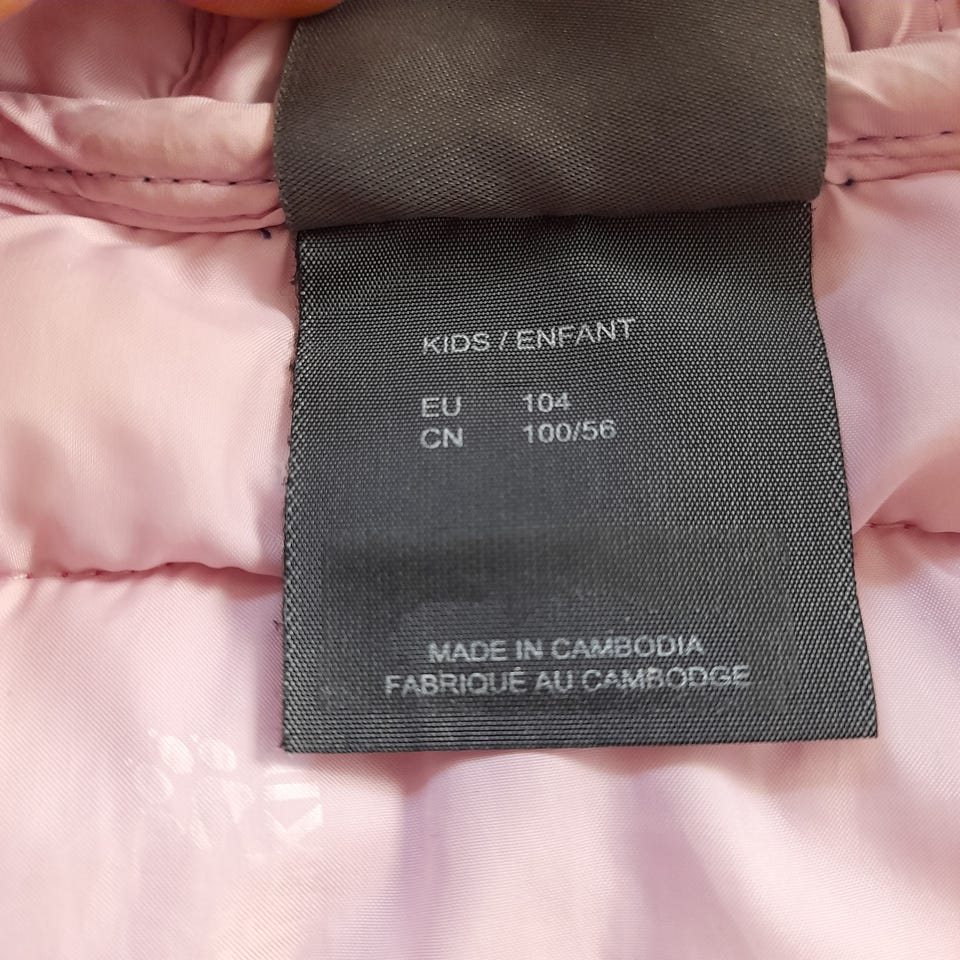 KIDS / ENFANT
EU 104
CN 100/56
MADE IN CAMBODIA
FABRIQUÉ AU CAMBODGE